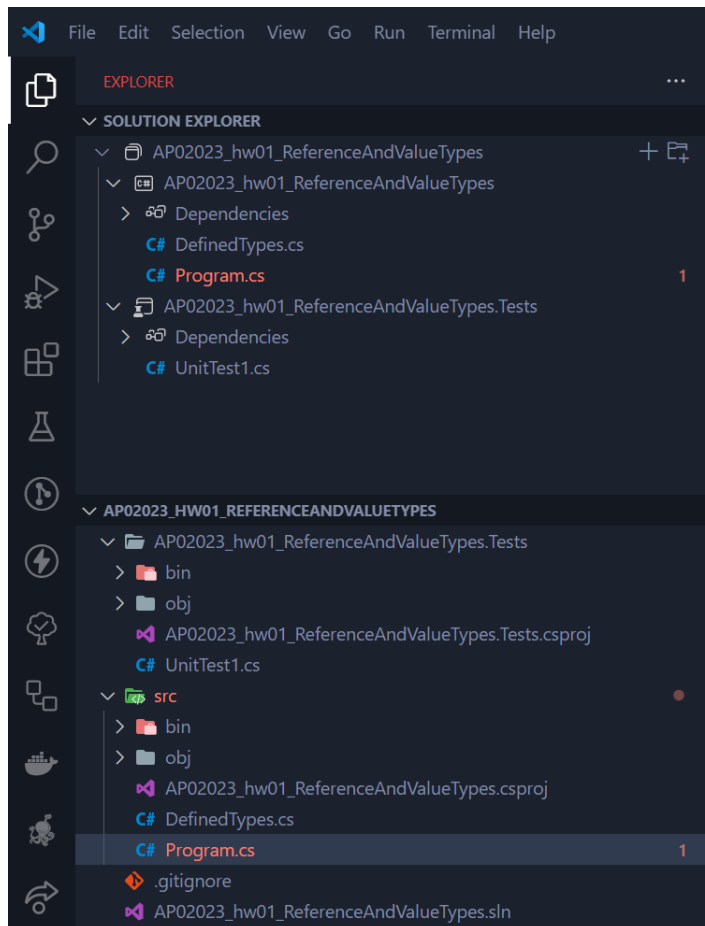 File Edit Selection View Go Run Terminal Help
EXPLORER ...
SOLUTION EXPLORER
AP02023_hw01_ReferenceAndValueTypes
C# AP02023_hw01_ReferenceAndValueTypes
Dependencies
C# DefinedTypes.cs
C# Program.cs 1
AP02023_hw01_ReferenceAndValueTypes.Tests
Dependencies
C# UnitTest1.cs
AP02023_HW01_REFERENCEANDVALUETYPES
AP02023_hw01_ReferenceAndValueTypes.Tests
bin
obj
AP02023_hw01_ReferenceAndValueTypes.Tests.csproj
C# UnitTest1.cs
src
bin
obj
AP02023_hw01_ReferenceAndValueTypes.csproj
C# DefinedTypes.cs
C# Program.cs 1
.gitignore
AP02023_hw01_ReferenceAndValueTypes.sln